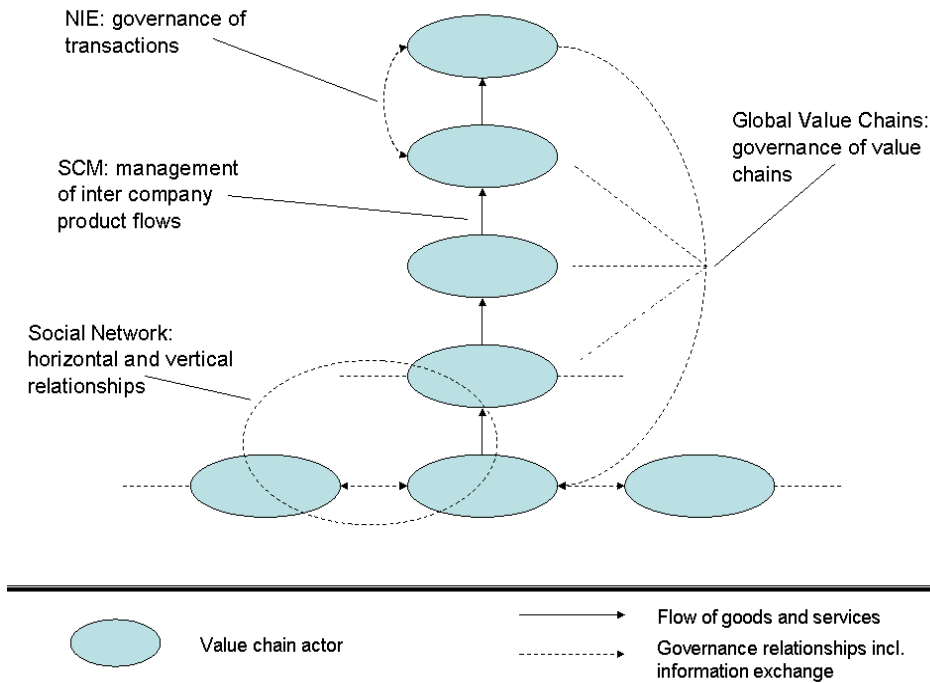 NIE: governance of
transactions
Global Value Chains:
governance of value
chains
SCM: management
of inter company
product flows
Social Network:
horizontal and vertical
relationships
Value chain actor
Flow of goods and services
Governance relationships incl.
information exchange